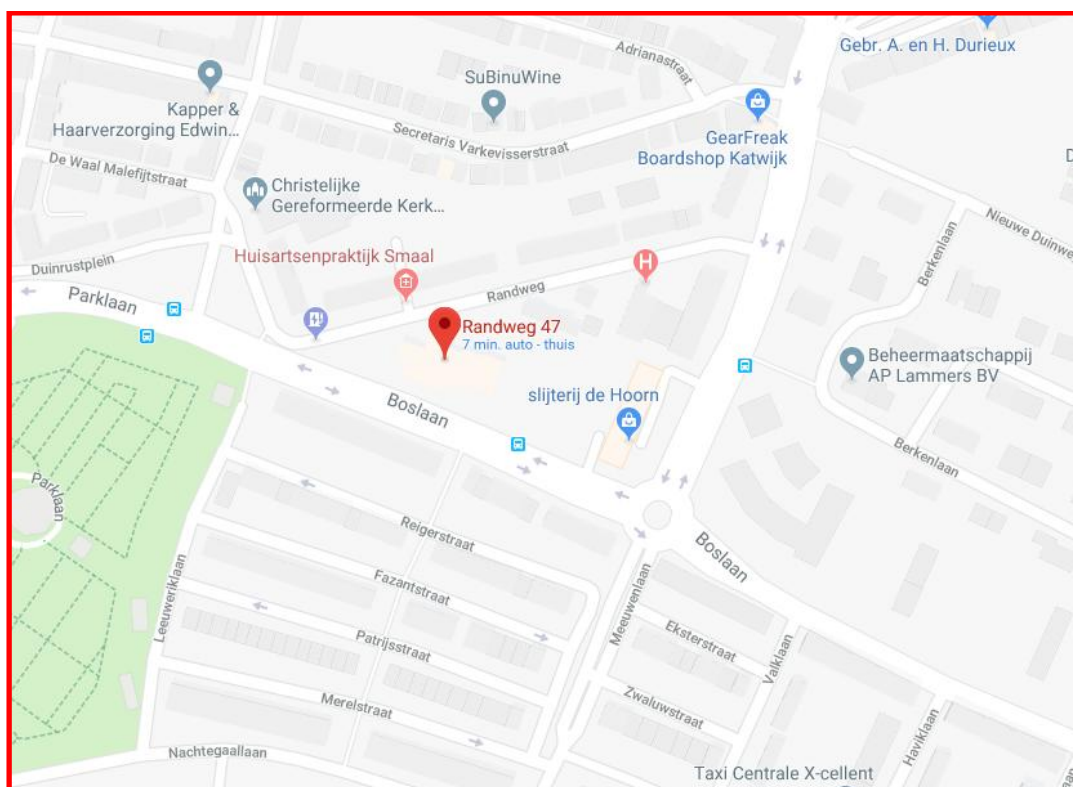 Adrianastraat
Gebr. A. en H. Durieux
SuBinuWine
Kapper &
Haarverzorging Edwin...
GearFreak
Boardshop Katwijk
Secretaris Varkevisserstraat
D
De Waal Malefijtstraat
Christelijke
Gereformeerde Kerk...
Nieuwe Duinwe
Berkenlaan
Huisartsenpraktijk Smaal
H
Duinrustplein
Randweg
Parklaan
Randweg 47
7 min. auto - thuis
Beheermaatschappij
AP Lammers BV
slijterij de Hoorn
Boslaan
Berkenlaan
Parklaan
Reigerstraat
Boslaan
Fazantstraat
Leeuweriklaan
Meeuwenlaan
Eksterstraat
Patrijsstraat
Valklaan
Merelstraat
Zwaluwstraat
Haviklaan
Nachtegaallaan
Taxi Centrale X-cellent